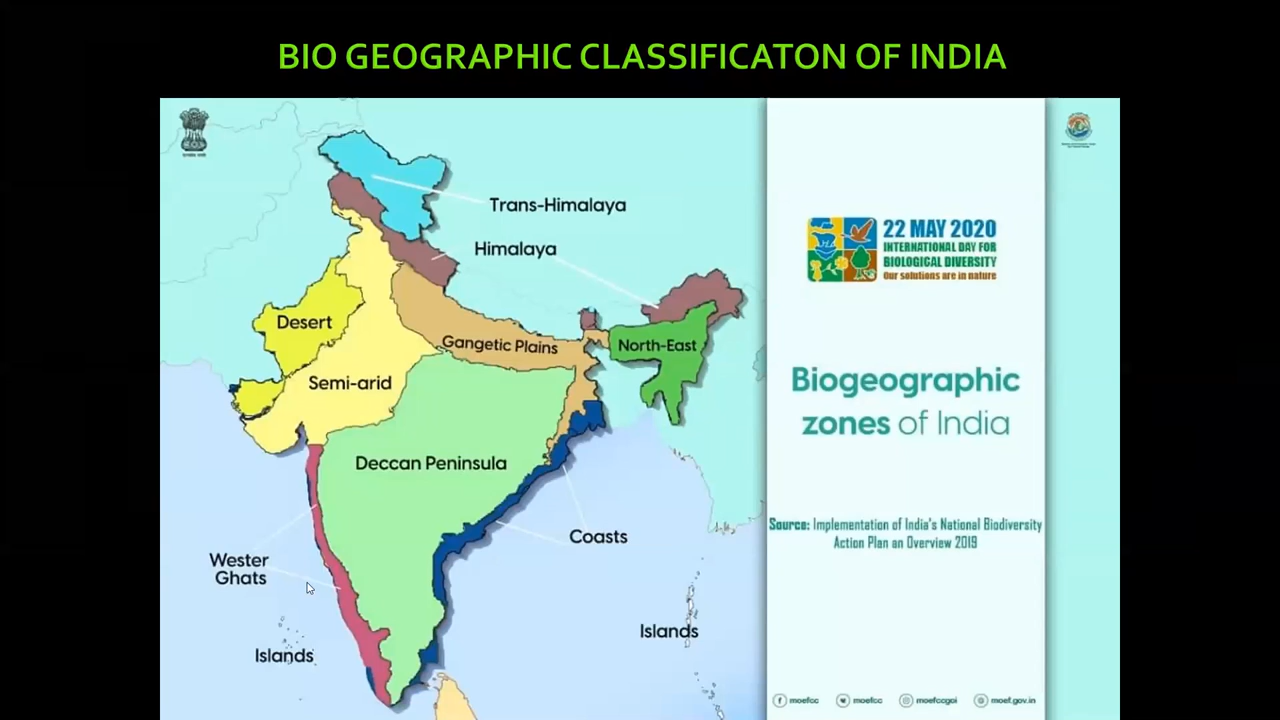 BIO GEOGRAPHIC CLASSIFICATON OF INDIA
Trans-Himalaya
Himalaya
Desert
Gangetic Plains
North-East
Semi-arid
Deccan Peninsula
Coasts
Wester
Ghats
Islands
Islands
22 MAY 2020
INTERNATIONAL DAY FOR
BIOLOGICAL DIVERSITY
Our solutions are in nature
Biogeographic
zones of India
Source: Implementation of India's National Biodiversity
Action Plan an Overview 2019
moefcc moefcc moefccgoi moef.gov.in